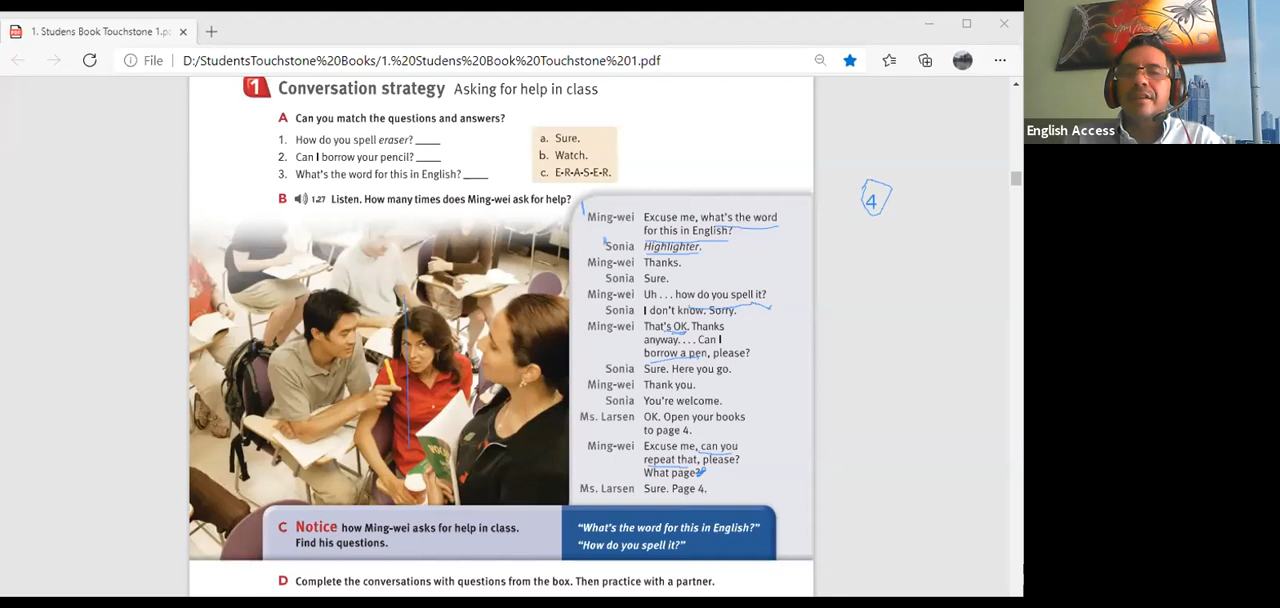 1. Studens Book Touchstone 1.p
File
D:/StudentsTouchstone%20Books/1.%20Studens%20Book%20Touchstone%201.pdf
English Access
1 Conversation strategy Asking for help in class
A Can you match the questions and answers?
1. How do you spell eraser? ____
2. Can I borrow your pencil? ____
3. What's the word for this in English? ____
a. Sure.
b. Watch.
c. E-R-A-S-E-R.
B 1.27 Listen. How many times does Ming-wei ask for help?
4
Ming-wei Excuse me, what's the word
for this in English?
Sonia Highlighter.
Ming-wei Thanks.
Sonia Sure.
Ming-wei Uh . . . how do you spell it?
Sonia I don't know. Sorry.
Ming-wei That's OK. Thanks
anyway. . . . Can I
borrow a pen, please?
Sonia Sure. Here you go.
Ming-wei Thank you.
Sonia You're welcome.
Ms. Larsen OK. Open your books
to page 4.
Ming-wei Excuse me, can you
repeat that, please?
What page?
Ms. Larsen Sure. Page 4.
C Notice how Ming-wei asks for help in class.
Find his questions.
"What's the word for this in English?"
"How do you spell it?"
D Complete the conversations with questions from the box. Then practice with a partner.